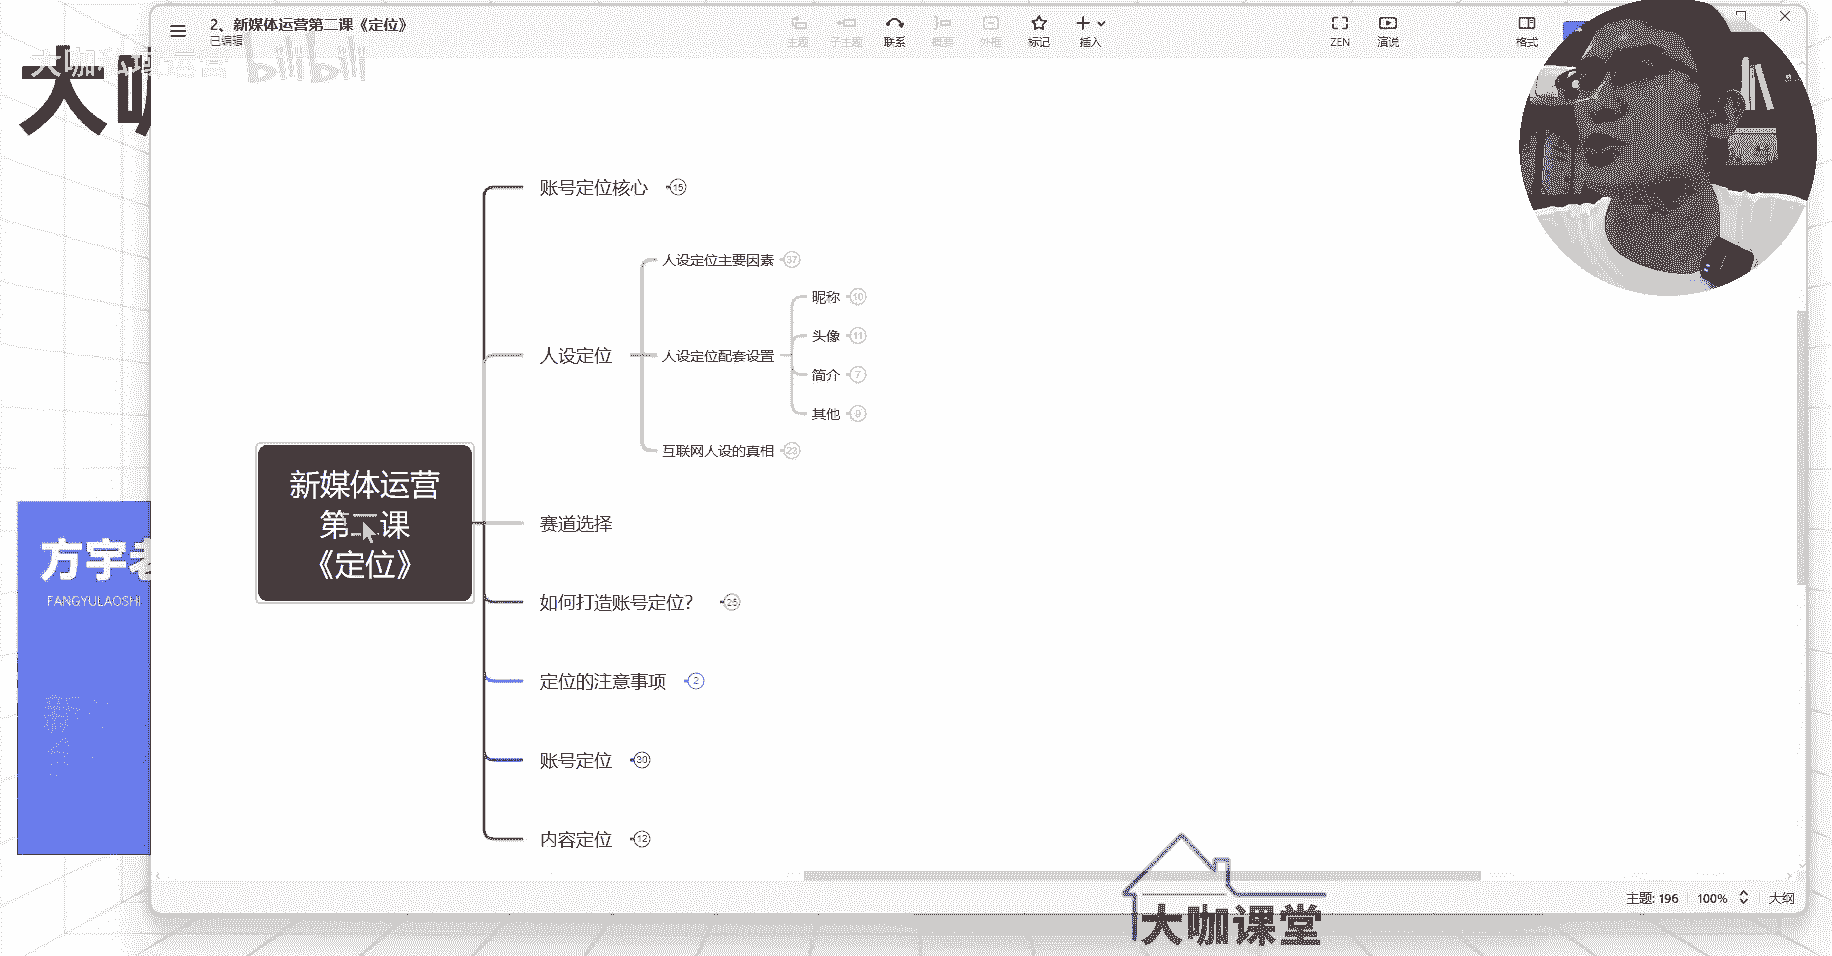 2、新媒体运营第二课《定位》
已编辑
主题
子主题
联系
概要
外框
标记
插入
ZEN
演说
格式
大咖私域运营
bilibili
大咖
账号定位核心
15
人设定位主要因素
37
昵称
10
头像
11
人设定位
人设定位配套设置
简介
7
其他
9
互联网人设的真相
23
新媒体运营
第二课
《定位》
赛道选择
方宇老
FANGYULAOSHI
如何打造账号定位？
25
定位的注意事项
2
账号定位
30
内容定位
12
主题: 196
100%
大纲
大咖课堂